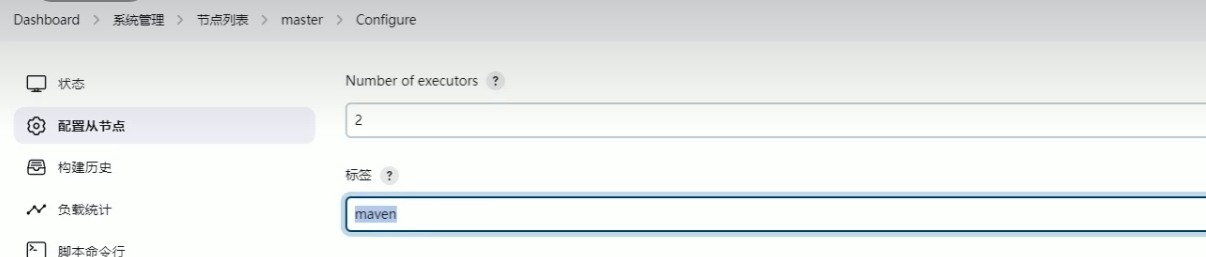 Dashboard > 系统管理 > 节点列表 > master > Configure
状态
配置从节点
构建历史
负载统计
脚本命令行
Number of executors ?
2
标签 ?
maven